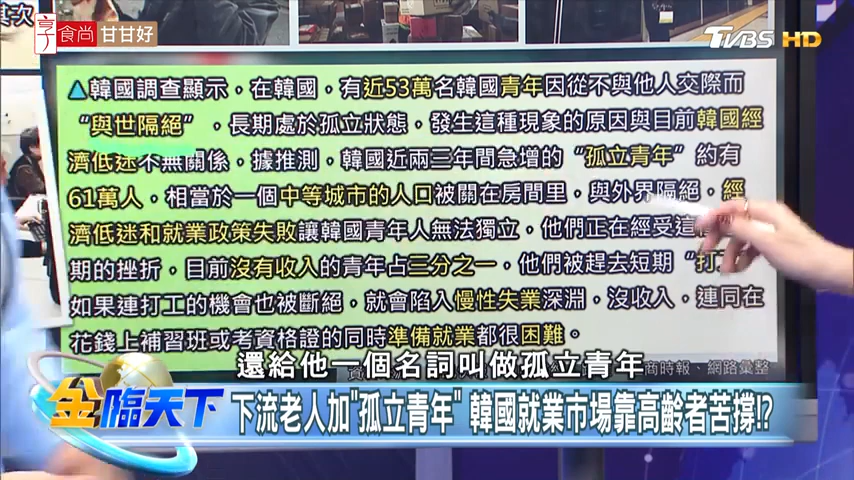 其次
享食尚 甘甘好
TVBS HD
▲韓國調查顯示，在韓國，有近53萬名韓國青年因從不與他人交際而
“與世隔絕”，長期處於孤立狀態，發生這種現象的原因與目前韓國經
濟低迷不無關係，據推測，韓國近兩三年間急增的“孤立青年”約有
61萬人，相當於一個中等城市的人口被關在房間里，與外界隔絕，經
濟低迷和就業政策失敗讓韓國青年人無法獨立，他們正在經受這
期的挫折，目前沒有收入的青年占三分之一，他們被趕去短期“打
如果連打工的機會也被斷絕，就會陷入慢性失業深淵，沒收入，連同在
花錢上補習班或考資格證的同時準備就業都很困難。
商時報、網路彙整
還給他一個名詞叫做孤立青年
金臨天下
下流老人加"孤立青年" 韓國就業市場靠高齡者苦撐!?